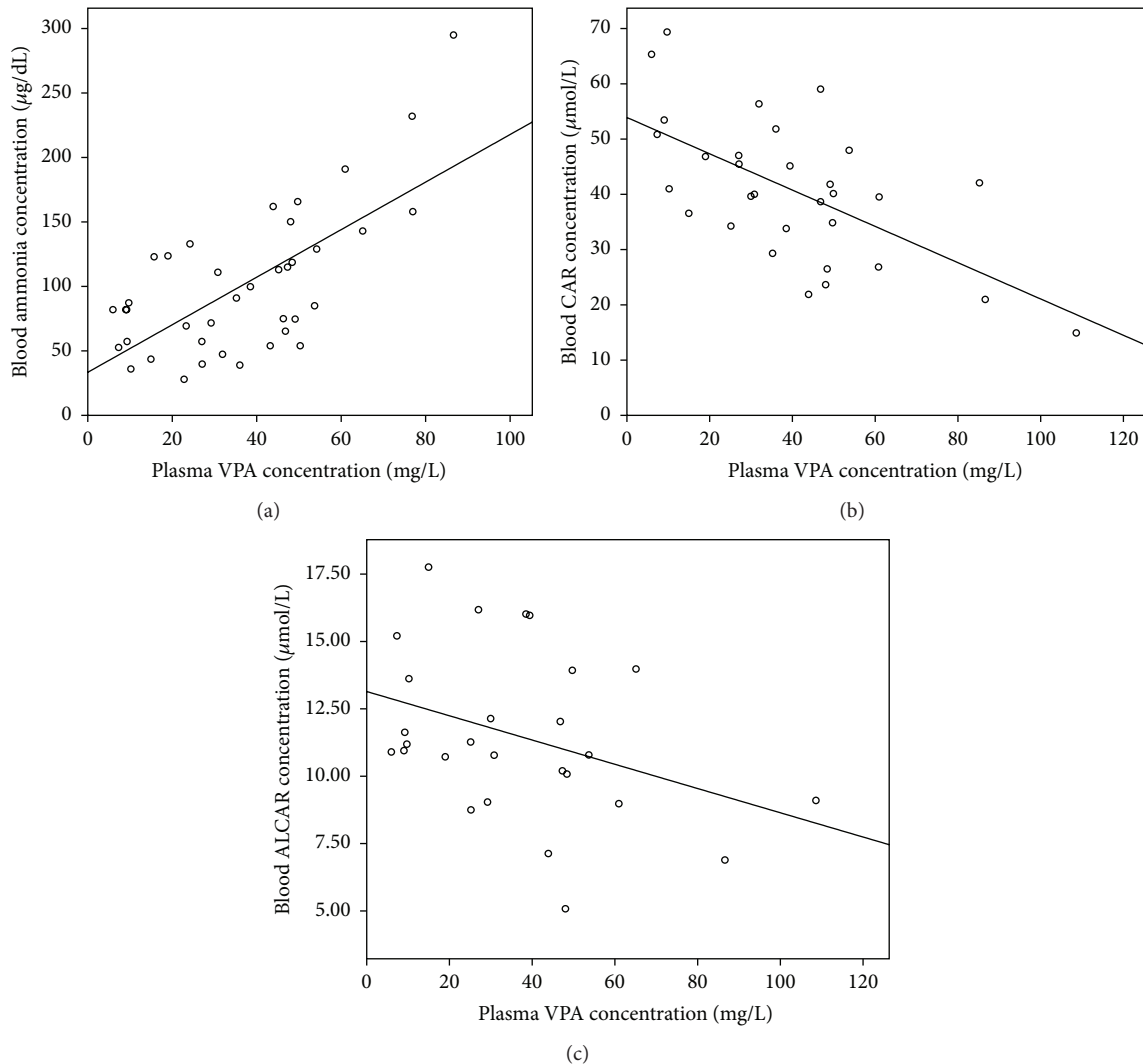 Blood ammonia concentration (μg/dL)
300
250
200
150
100
50
0
0 20 40 60 80 100
Plasma VPA concentration (mg/L)
(a)
Blood CAR concentration (μmol/L)
70
60
50
40
30
20
10
0
0 20 40 60 80 100 120
Plasma VPA concentration (mg/L)
(b)
Blood ALCAR concentration (μmol/L)
17.50
15.00
12.50
10.00
7.50
5.00
0 20 40 60 80 100 120
Plasma VPA concentration (mg/L)
(c)